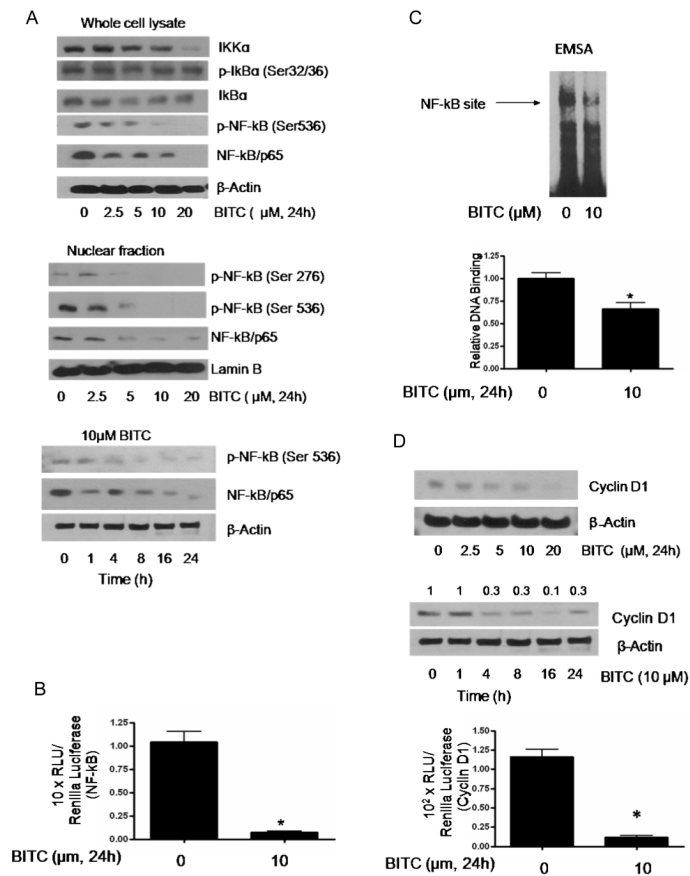 A
Whole cell lysate
IKKα
p-IkBα (Ser32/36)
IkBα
p-NF-kB (Ser536)
NF-kB/p65
β-Actin
0 2.5 5 10 20 BITC ( µM, 24h)
Nuclear fraction
p-NF-kB (Ser 276)
p-NF-kB (Ser 536)
NF-kB/p65
Lamin B
0 2.5 5 10 20 BITC ( µM, 24h)
10µM BITC
p-NF-kB (Ser 536)
NF-kB/p65
β-Actin
0 1 4 8 16 24
Time (h)
B
10 x RLU/
Renilla Luciferase
(NF-kB)
1.25
1.00
0.75
0.50
0.25
0.00
*
BITC (µm, 24h) 0 10
C
EMSA
NF-kB site
BITC (µM) 0 10
Relative DNA Binding
1.25
1.00
0.75
0.50
0.25
0.00
*
BITC (µm, 24h) 0 10
D
Cyclin D1
β-Actin
0 2.5 5 10 20 BITC (µM, 24h)
1 1 0.3 0.3 0.1 0.3
Cyclin D1
β-Actin
0 1 4 8 16 24 BITC (10 µM)
Time (h)
10² x RLU/
Renilla Luciferase
(Cyclin D1)
1.50
1.25
1.00
0.75
0.50
0.25
0.00
*
BITC (µm, 24h) 0 10